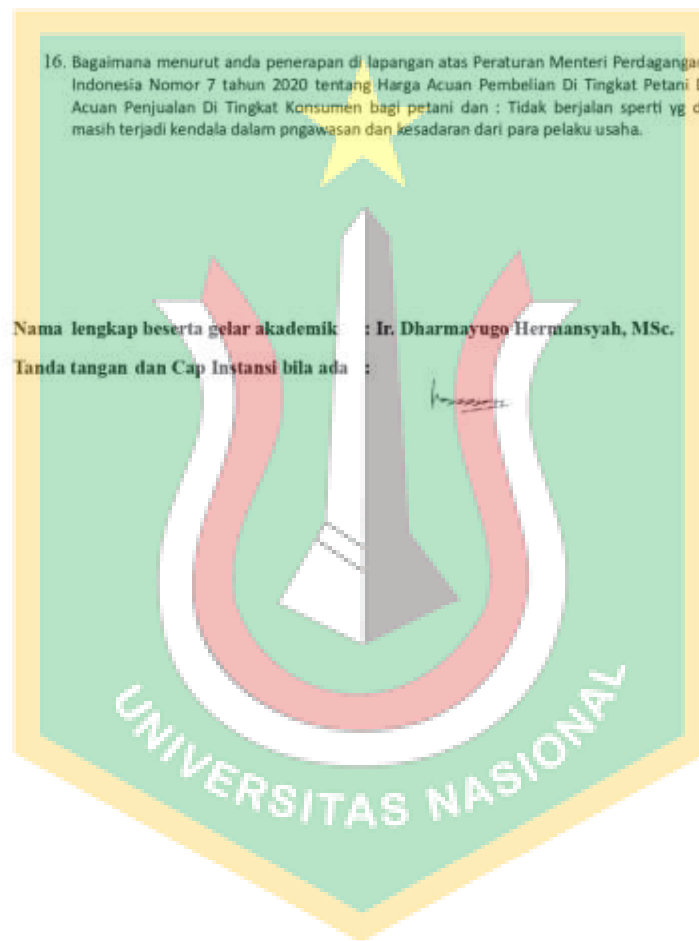 16. Bagaimana menurut anda penerapan di lapangan atas Peraturan Menteri Perdagangan
Indonesia Nomor 7 tahun 2020 tentang Harga Acuan Pembelian Di Tingkat Petani
Acuan Penjualan Di Tingkat Konsumen bagi petani dan : Tidak berjalan sperti yg
masih terjadi kendala dalam pngawasan dan kesadaran dari para pelaku usaha.
Nama lengkap beserta gelar akademik : Ir. Dharmayugo Hermansyah, MSc.
Tanda tangan dan Cap Instansi bila ada :
UNIVERSITAS NASIONAL